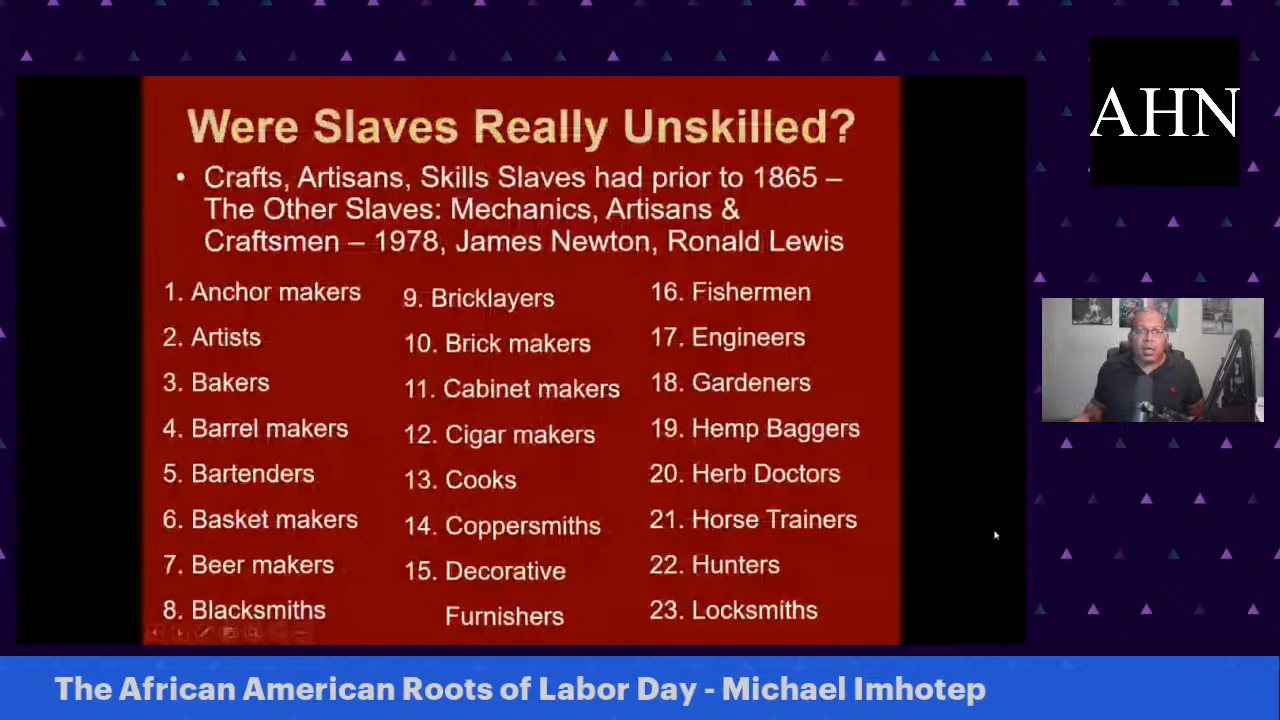 Were Slaves Really Unskilled?
• Crafts, Artisans, Skills Slaves had prior to 1865 –
The Other Slaves: Mechanics, Artisans &
Craftsmen – 1978, James Newton, Ronald Lewis
1. Anchor makers
2. Artists
3. Bakers
4. Barrel makers
5. Bartenders
6. Basket makers
7. Beer makers
8. Blacksmiths
9. Bricklayers
10. Brick makers
11. Cabinet makers
12. Cigar makers
13. Cooks
14. Coppersmiths
15. Decorative
Furnishers
16. Fishermen
17. Engineers
18. Gardeners
19. Hemp Baggers
20. Herb Doctors
21. Horse Trainers
22. Hunters
23. Locksmiths
AHN
The African American Roots of Labor Day - Michael Imhotep